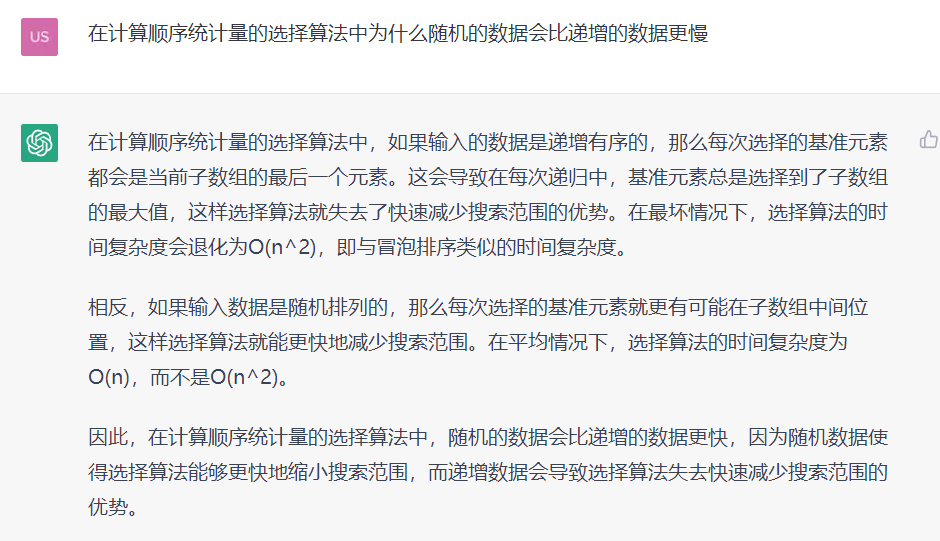 US
在计算顺序统计量的选择算法中为什么随机的数据会比递增的数据更慢
在计算顺序统计量的选择算法中，如果输入的数据是递增有序的，那么每次选择的基准元素
都会是当前子数组的最后一个元素。这会导致在每次递归中，基准元素总是选择到了子数组
的最大值，这样选择算法就失去了快速减少搜索范围的优势。在最坏情况下，选择算法的时
间复杂度会退化为O(n^2)，即与冒泡排序类似的时间复杂度。
相反，如果输入数据是随机排列的，那么每次选择的基准元素就更有可能在子数组中间位
置，这样选择算法就能更快地减少搜索范围。在平均情况下，选择算法的时间复杂度为
O(n)，而不是O(n^2)。
因此，在计算顺序统计量的选择算法中，随机的数据会比递增的数据更快，因为随机数据使
得选择算法能够更快地缩小搜索范围，而递增数据会导致选择算法失去快速减少搜索范围的
优势。